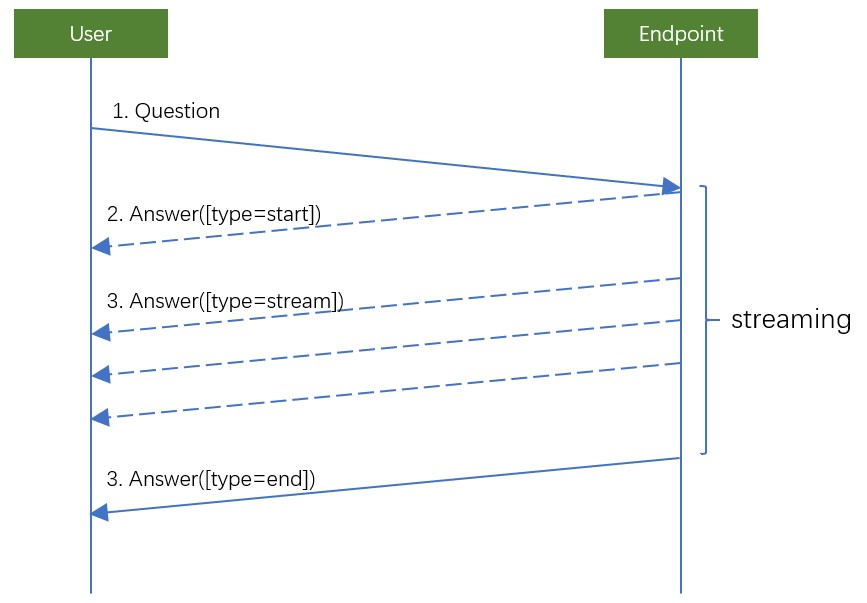 User
Endpoint
1. Question
2. Answer([type=start])
3. Answer([type=stream])
streaming
3. Answer([type=end])